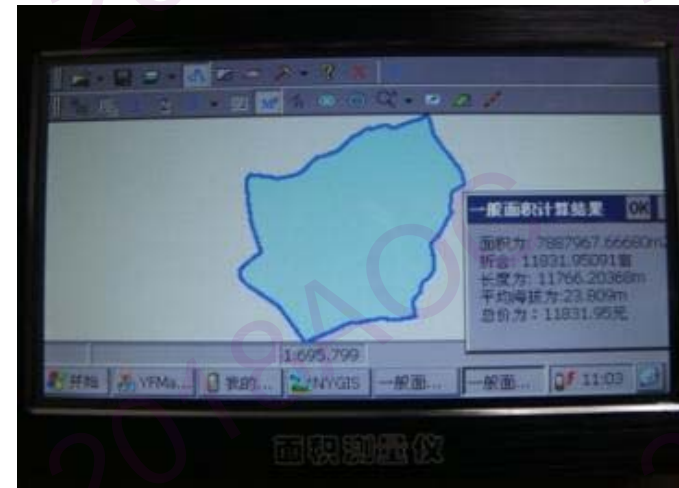 一般面积计算结果 OK
面积为: 7887967.66680m2
折合: 11831.95091亩
长度为: 11766.20368m
平均海拔为:23.809m
总价为：11831.95元
1:695.799
开始 YFMa... 我的... NYGIS 一般面... 一般面... 11:03
面积测量仪
2019AOC